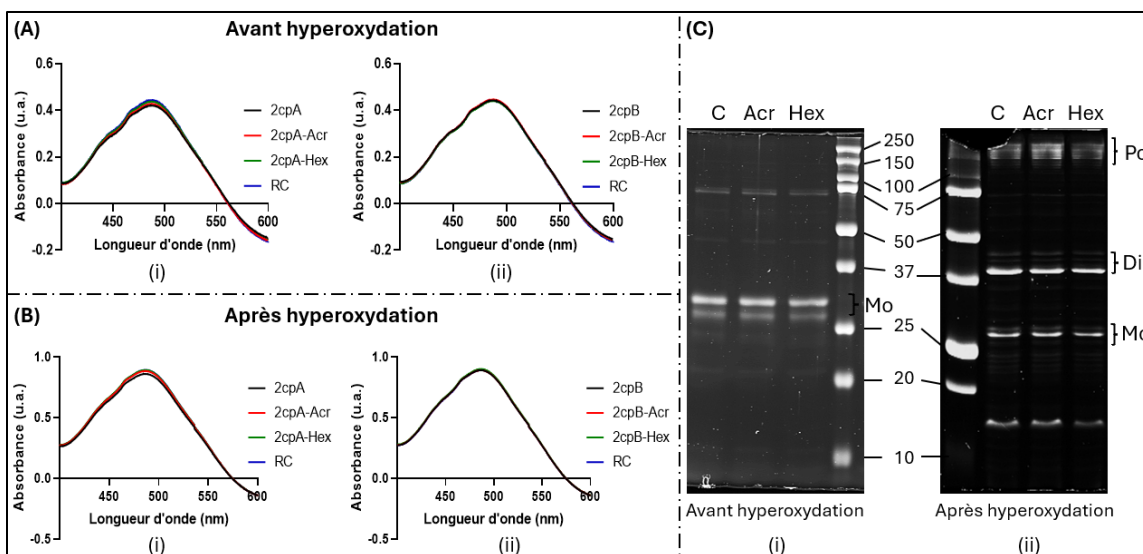 (A) Avant hyperoxydation
Absorbance (u.a.)
0.6
0.4
0.2
0.0
-0.2
450 500 550 600
Longueur d'onde (nm)
2cpA
2cpA-Acr
2cpA-Hex
RC
(i)
Absorbance (u.a.)
0.6
0.4
0.2
0.0
-0.2
450 500 550 600
Longueur d'onde (nm)
2cpB
2cpB-Acr
2cpB-Hex
RC
(ii)
(B) Après hyperoxydation
Absorbance (u.a.)
1.0
0.5
0.0
-0.5
450 500 550 600
Longueur d'onde (nm)
2cpA
2cpA-Acr
2cpA-Hex
RC
(i)
Absorbance (u.a.)
1.0
0.5
0.0
-0.5
450 500 550 600
Longueur d'onde (nm)
2cpB
2cpB-Acr
2cpB-Hex
RC
(ii)
(C)
C Acr Hex
Mo
Avant hyperoxydation
(i)
250
150
100
75
50
37
25
20
10
C Acr Hex
Di
Après hyperoxydation
(ii)